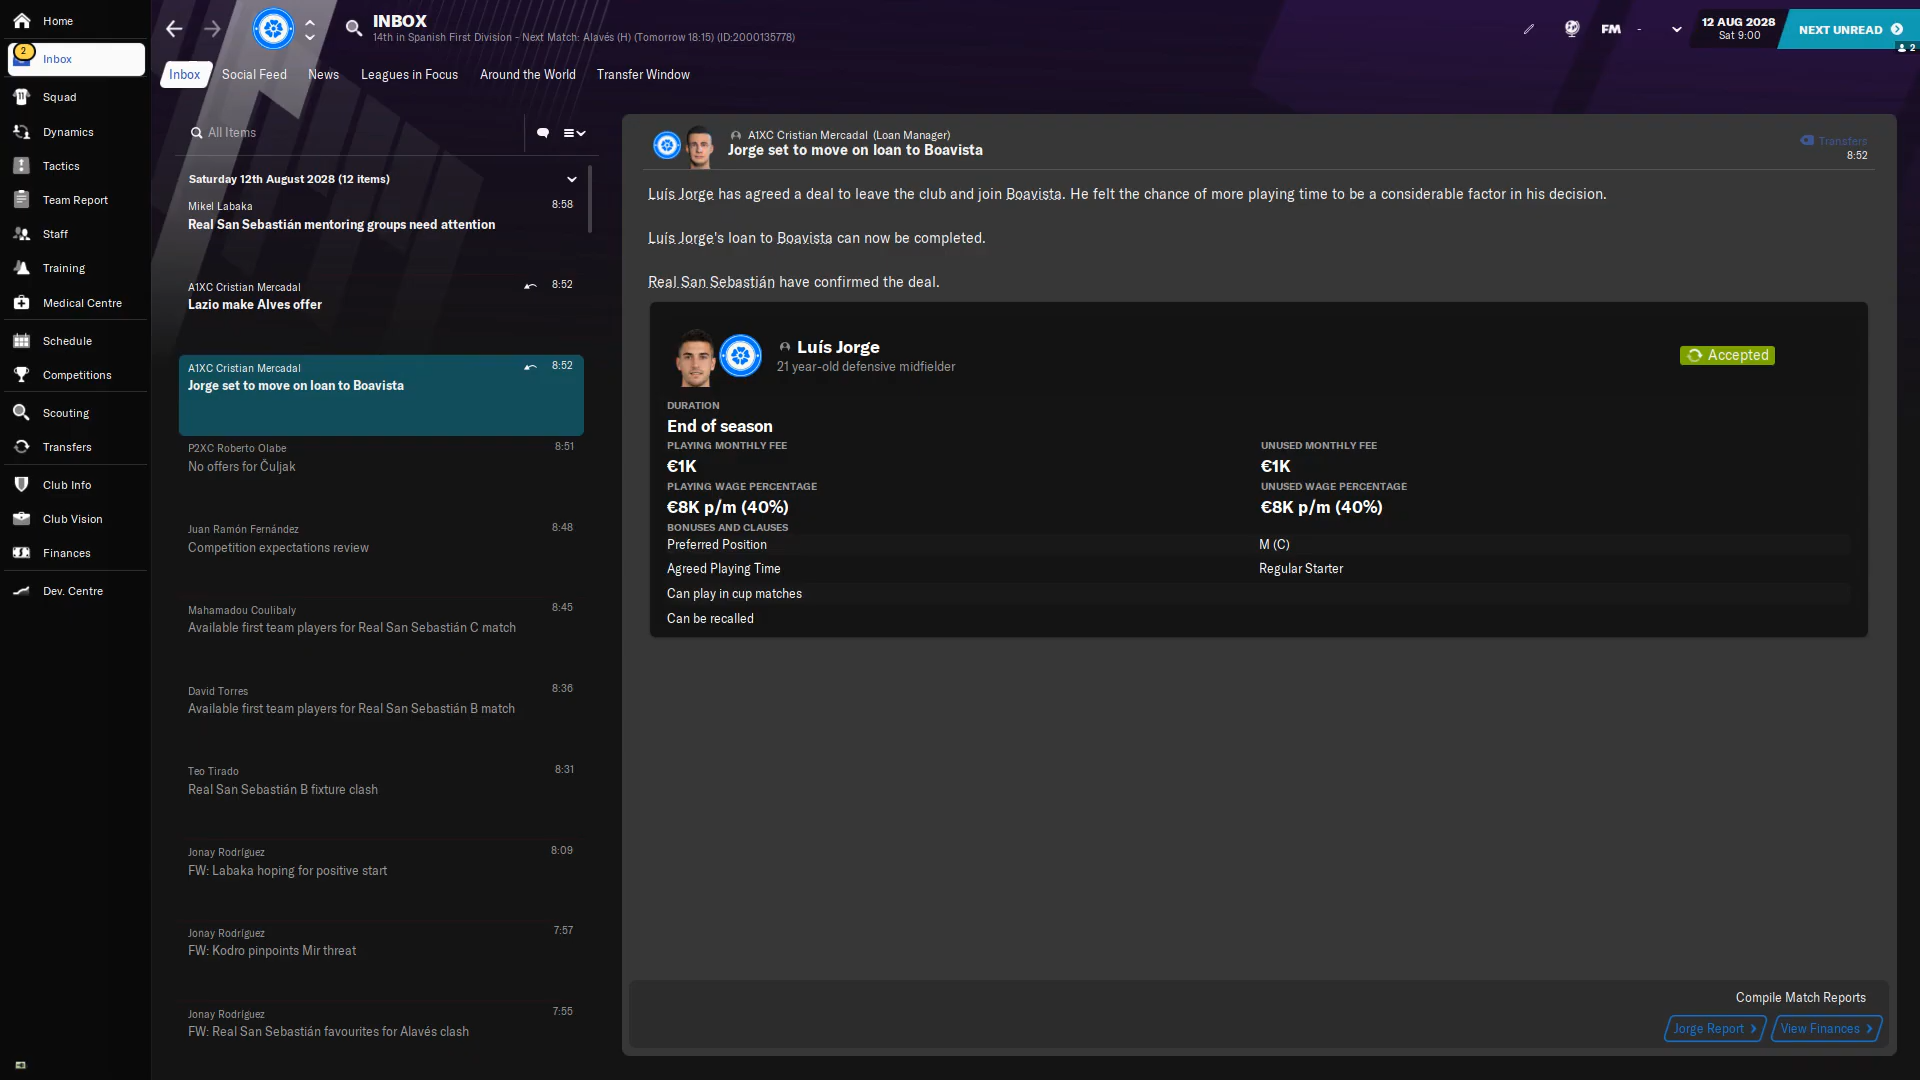 Home
2
Inbox
Squad
Dynamics
Tactics
Team Report
Staff
Training
Medical Centre
Schedule
Competitions
Scouting
Transfers
Club Info
Club Vision
Finances
Dev. Centre
INBOX
14th in Spanish First Division - Next Match: Alavés (H) (Tomorrow 18:15) (ID:2000135778)
FM
-
12 AUG 2028
Sat 9:00
NEXT UNREAD
2
Inbox
Social Feed
News
Leagues in Focus
Around the World
Transfer Window
All Items
Saturday 12th August 2028 (12 items)
Mikel Labaka 8:58
Real San Sebastián mentoring groups need attention
A1XC Cristian Mercadal 8:52
Lazio make Alves offer
A1XC Cristian Mercadal 8:52
Jorge set to move on loan to Boavista
P2XC Roberto Olabe 8:51
No offers for Čuljak
Juan Ramón Fernández 8:48
Competition expectations review
Mahamadou Coulibaly 8:45
Available first team players for Real San Sebastián C match
David Torres 8:36
Available first team players for Real San Sebastián B match
Teo Tirado 8:31
Real San Sebastián B fixture clash
Jonay Rodríguez 8:09
FW: Labaka hoping for positive start
Jonay Rodríguez 7:57
FW: Kodro pinpoints Mir threat
Jonay Rodríguez 7:55
FW: Real San Sebastián favourites for Alavés clash
A1XC Cristian Mercadal (Loan Manager)
Jorge set to move on loan to Boavista
Transfers
8:52
Luís Jorge has agreed a deal to leave the club and join Boavista. He felt the chance of more playing time to be a considerable factor in his decision.
Luís Jorge's loan to Boavista can now be completed.
Real San Sebastián have confirmed the deal.
Luís Jorge
21 year-old defensive midfielder
Accepted
DURATION
End of season
PLAYING MONTHLY FEE UNUSED MONTHLY FEE
€1K €1K
PLAYING WAGE PERCENTAGE UNUSED WAGE PERCENTAGE
€8K p/m (40%) €8K p/m (40%)
BONUSES AND CLAUSES
Preferred Position M (C)
Agreed Playing Time Regular Starter
Can play in cup matches
Can be recalled
Compile Match Reports
Jorge Report
View Finances